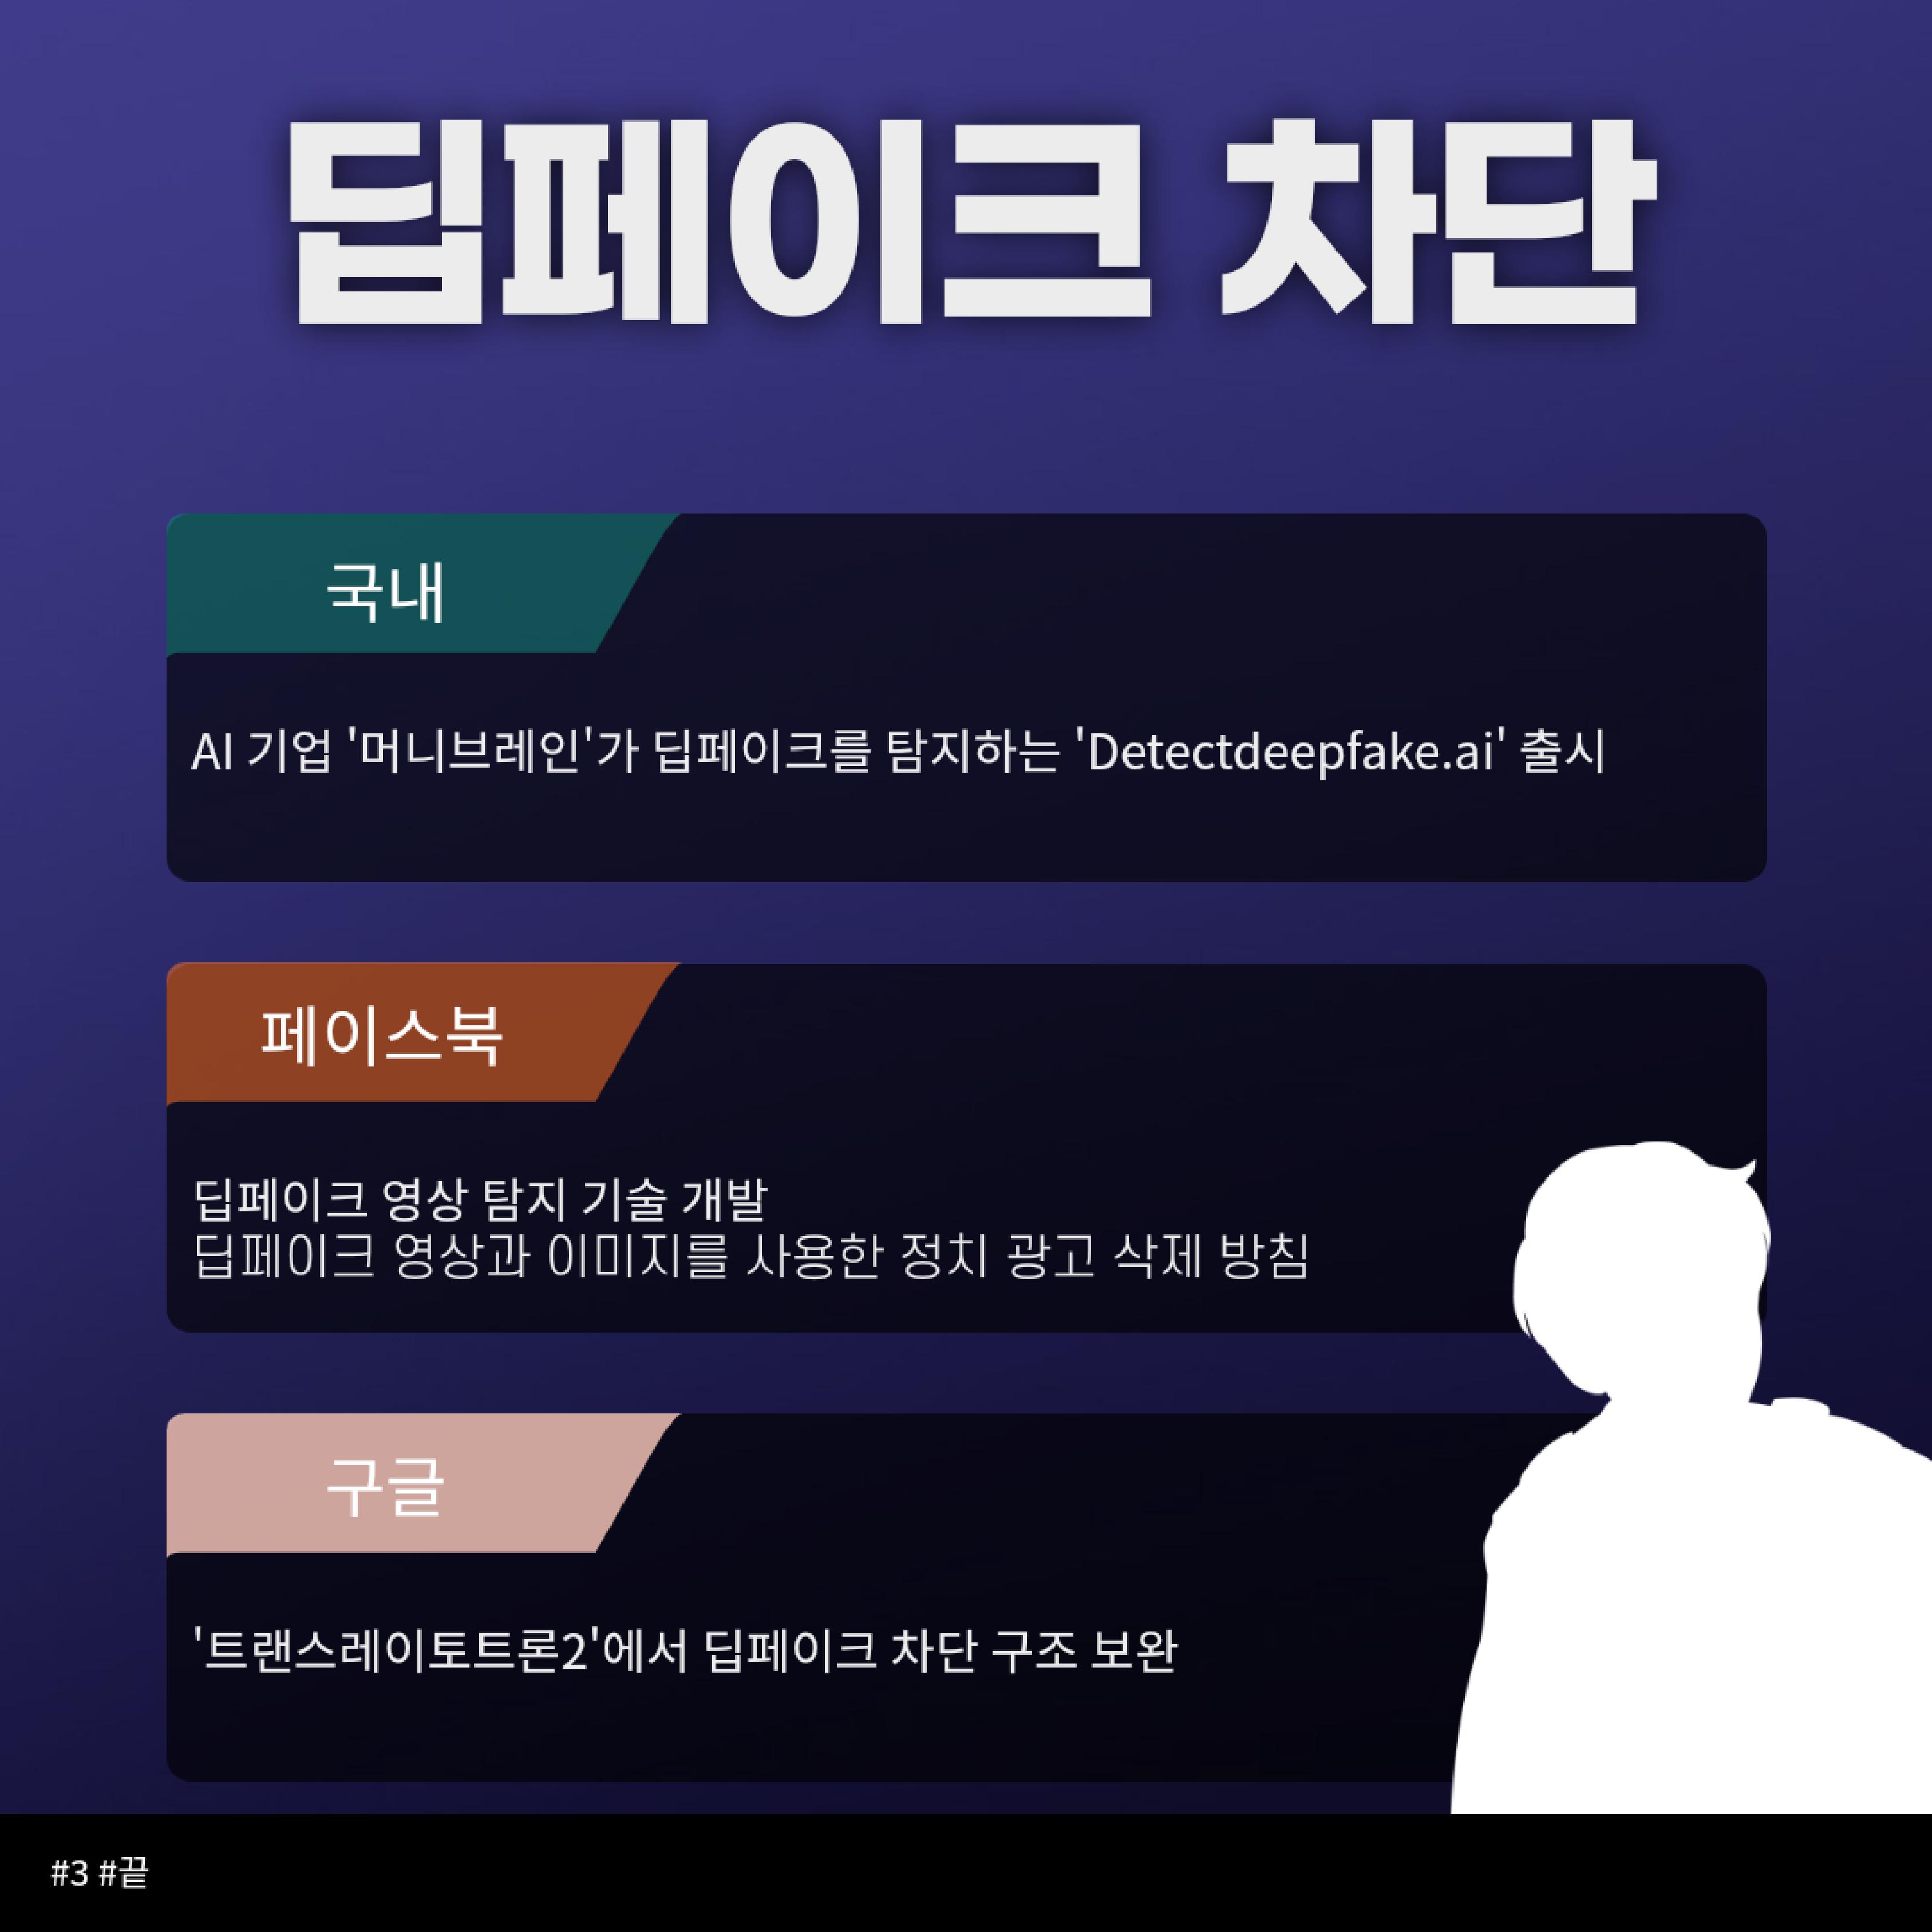 딥페이크 차단
국내
AI 기업 '머니브레인'가 딥페이크를 탐지하는 'Detectdeepfake.ai' 출시
페이스북
딥페이크 영상 탐지 기술 개발
딥페이크 영상과 이미지를 사용한 정치 광고 삭제 방침
구글
'트랜스레이토트론2'에서 딥페이크 차단 구조 보완
#3 #끝